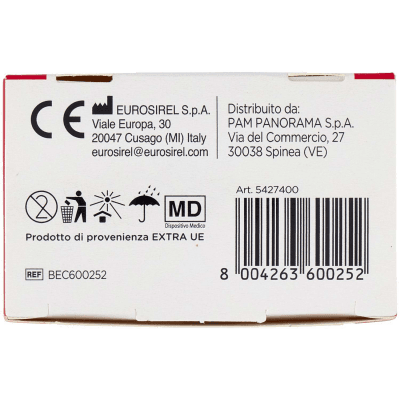 CE
EUROSIREL S.p.A.
Viale Europa, 30
20047 Cusago (MI) Italy
eurosirel@eurosirel.com
Distribuito da:
PAM PANORAMA S.p.A.
Via del Commercio, 27
30038 Spinea (VE)
Art. 5427400
2
MD
Dispositivo Medico
Prodotto di provenienza EXTRA UE
REF BEC600252
8 004263 600252